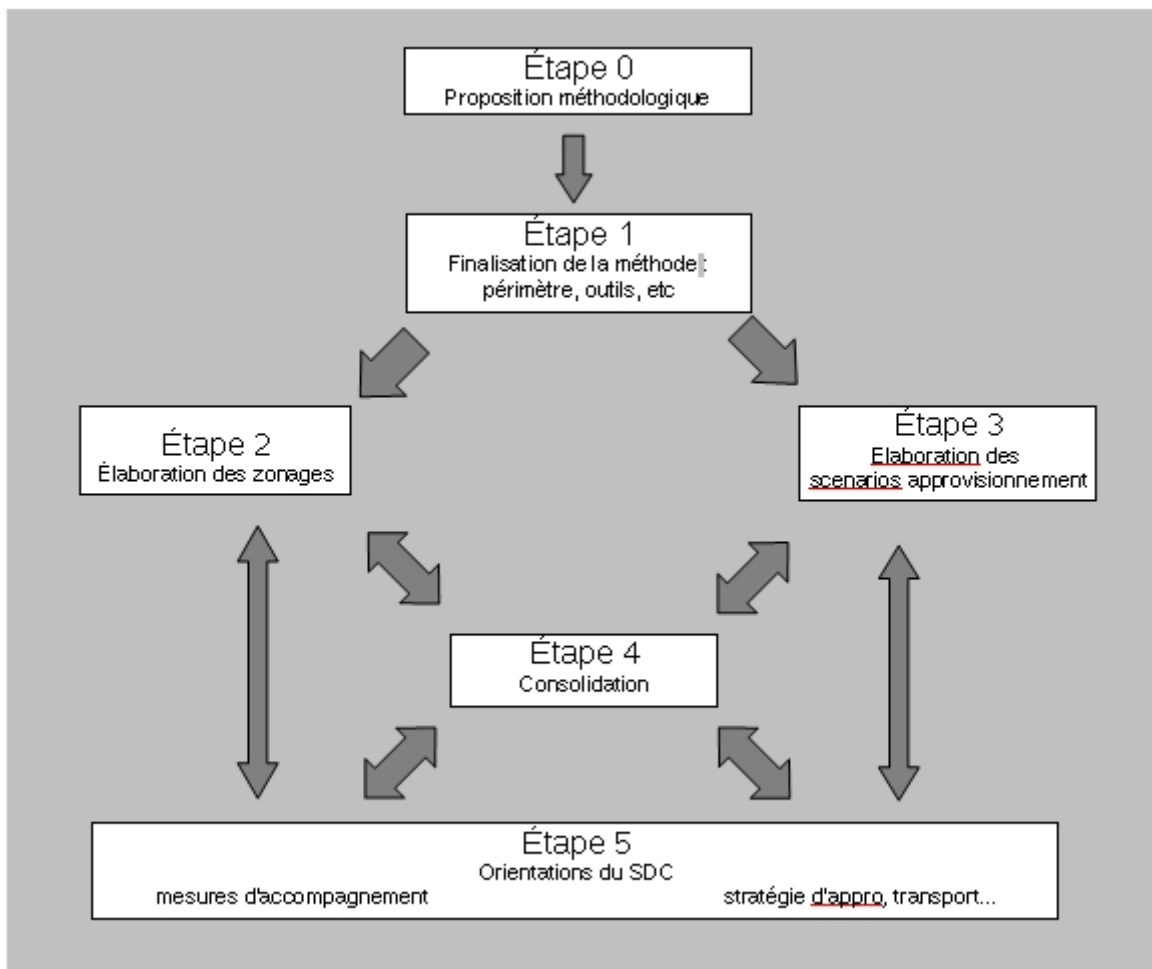 Étape 0
Proposition méthodologique
Étape 1
Finalisation de la méthode :
périmètre, outils, etc
Étape 2
Élaboration des zonages
Étape 3
Elaboration des
scenarios approvisionnement
Étape 4
Consolidation
Étape 5
Orientations du SDC
mesures d'accompagnement stratégie d'appro, transport...